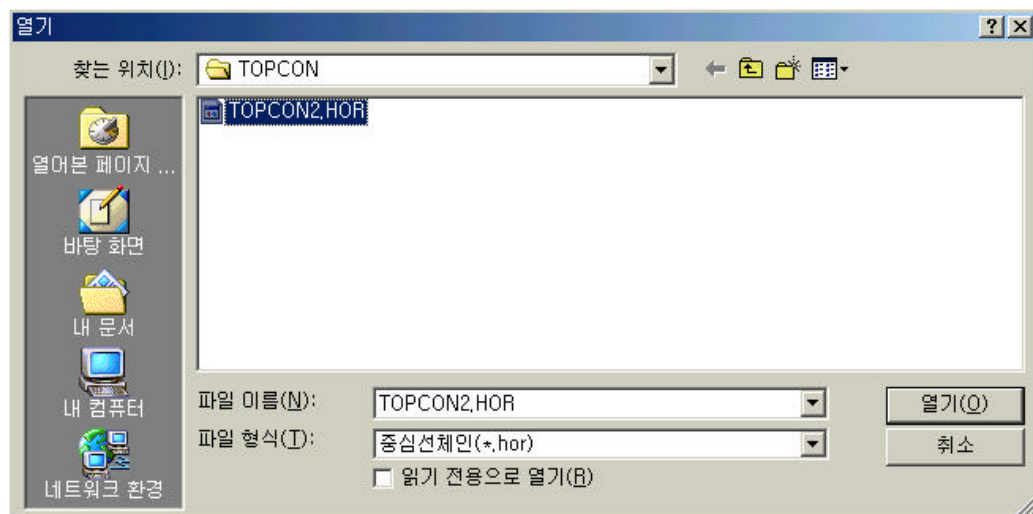 열기
찾는 위치(I):
TOPCON
TOPCON2.HOR
열어본 페이지 ...
바탕 화면
내 문서
내 컴퓨터
네트워크 환경
파일 이름(N):
TOPCON2.HOR
열기(O)
파일 형식(T):
중심선체인(*.hor)
취소
읽기 전용으로 열기(R)